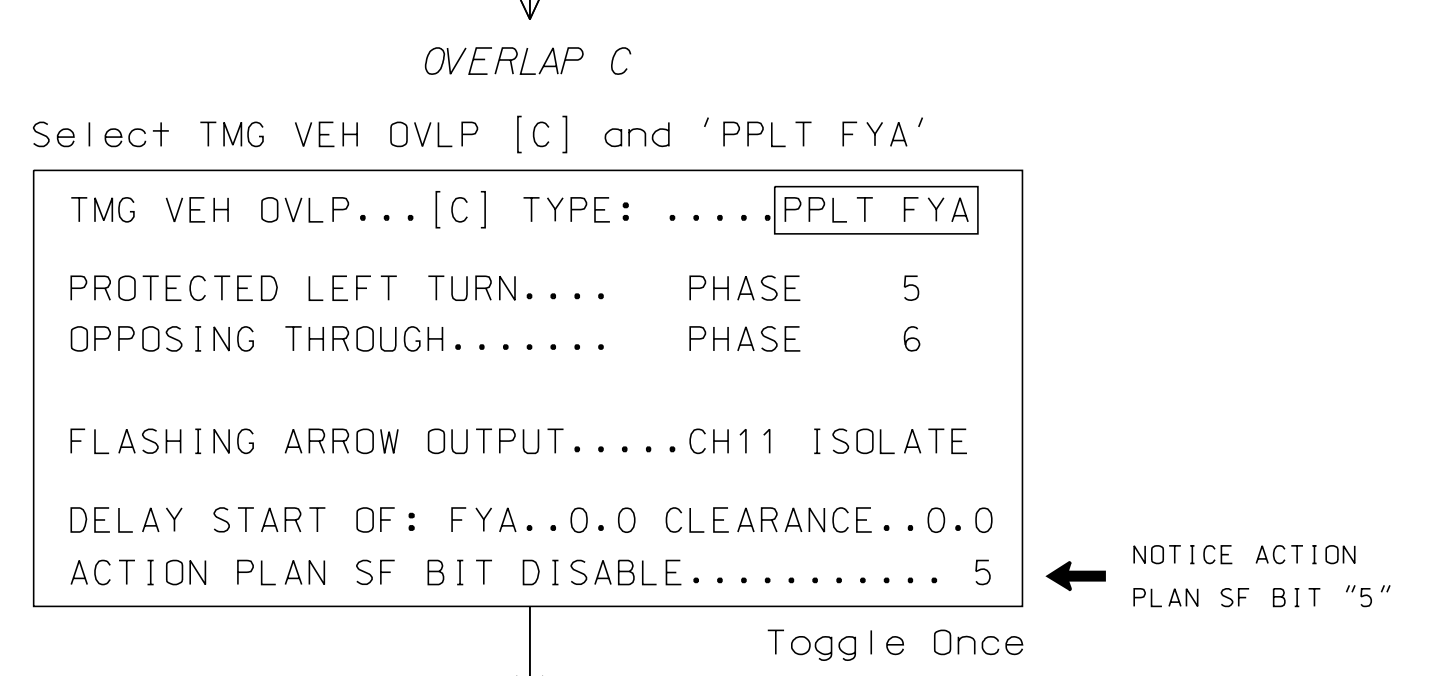 OVERLAP C
Select TMG VEH OVLP [C] and 'PPLT FYA'
TMG VEH OVLP...[C] TYPE: .....PPLT FYA
PROTECTED LEFT TURN.... PHASE 5
OPPOSING THROUGH....... PHASE 6
FLASHING ARROW OUTPUT.....CH11 ISOLATE
DELAY START OF: FYA..0.0 CLEARANCE..0.0
ACTION PLAN SF BIT DISABLE........... 5
NOTICE ACTION
PLAN SF BIT "5"
Toggle Once